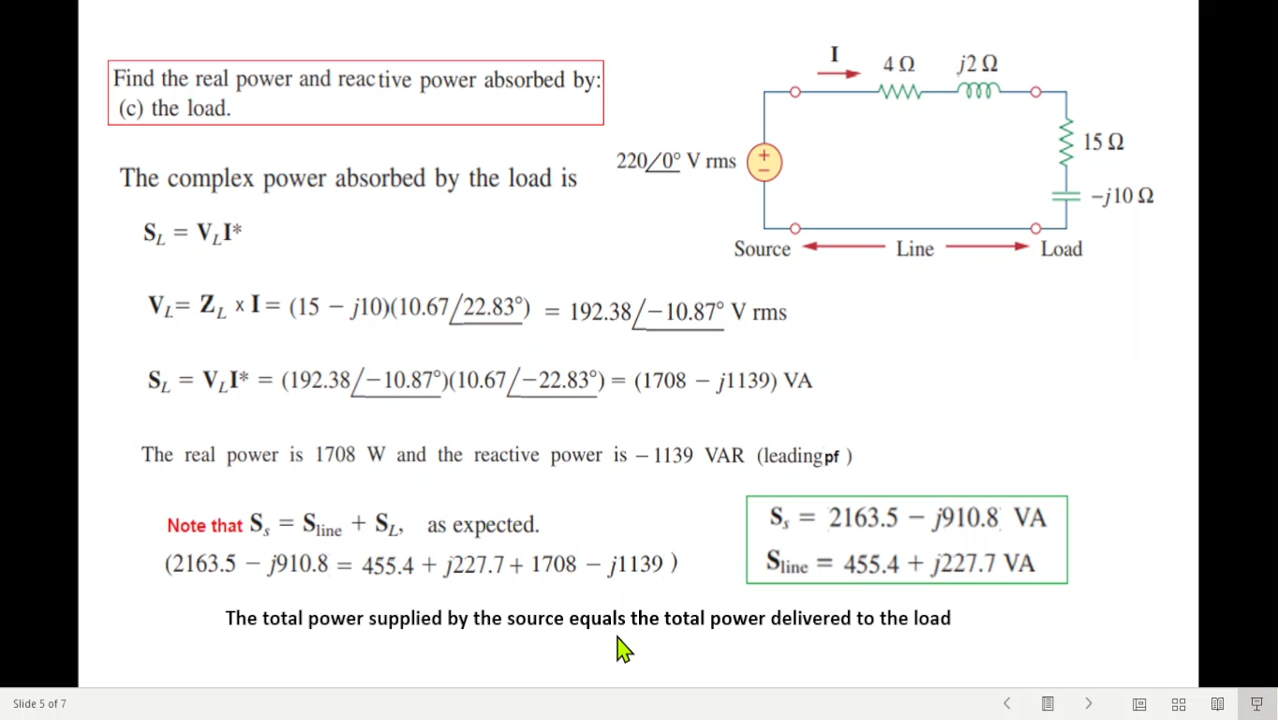 Find the real power and reactive power absorbed by:
(c) the load.
I
4 Ω
j2 Ω
15 Ω
220/0° V rms
+
−
−j10 Ω
Source
Line
Load
The complex power absorbed by the load is
S_L = V_L I*
V_L = Z_L x I = (15 − j10)(10.67/22.83°) = 192.38/−10.87° V rms
S_L = V_L I* = (192.38/−10.87°)(10.67/−22.83°) = (1708 − j1139) VA
The real power is 1708 W and the reactive power is −1139 VAR (leading pf )
Note that S_s = S_line + S_L, as expected.
(2163.5 − j910.8 = 455.4 + j227.7 + 1708 − j1139 )
S_s = 2163.5 − j910.8 VA
S_line = 455.4 + j227.7 VA
The total power supplied by the source equals the total power delivered to the load
Slide 5 of 7